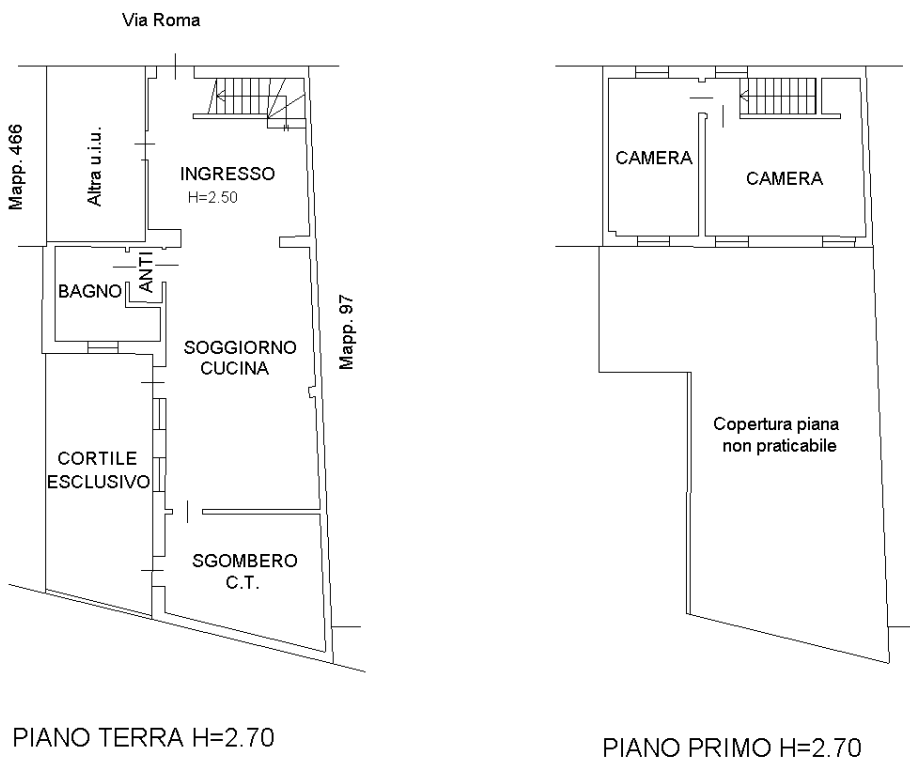 Via Roma
Mapp. 466
Altra u.i.u.
INGRESSO
H=2.50
ANTI
BAGNO
SOGGIORNO
CUCINA
Mapp. 97
CORTILE
ESCLUSIVO
SGOMBERO
C.T.
PIANO TERRA H=2.70
CAMERA
CAMERA
Copertura piana
non praticabile
PIANO PRIMO H=2.70